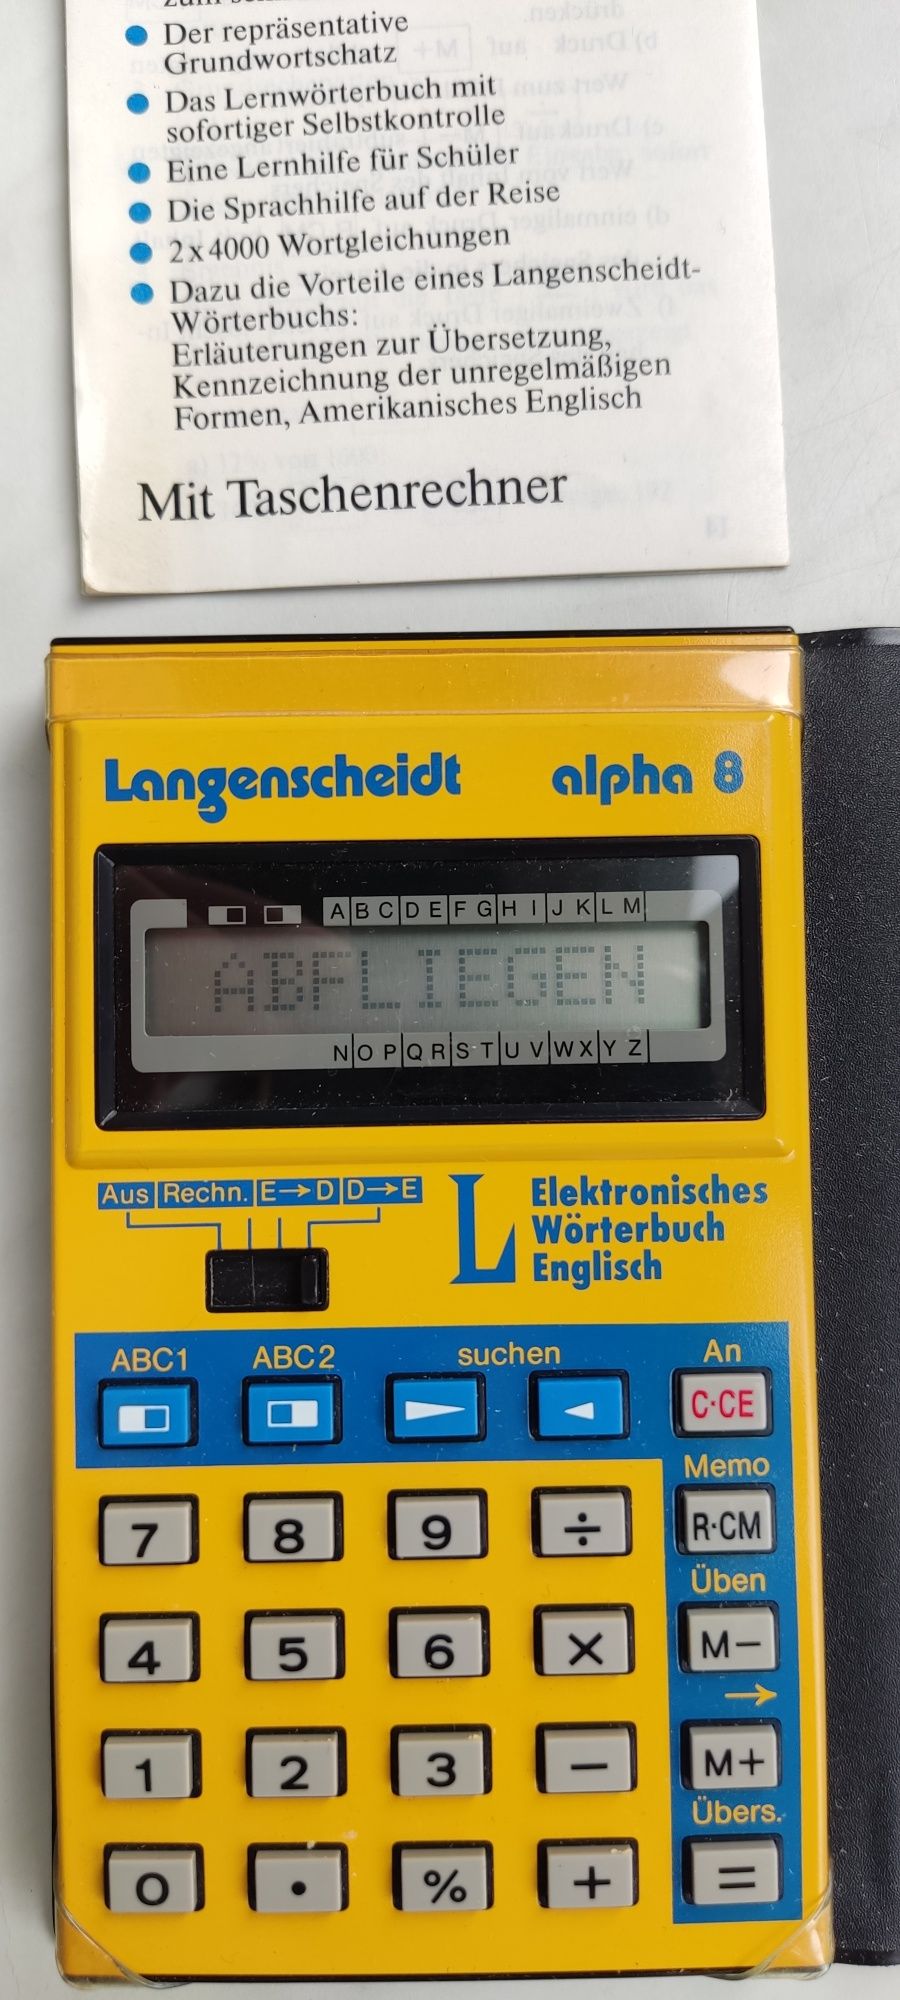 Der repräsentative
Grundwortschatz
Das Lernwörterbuch mit
sofortiger Selbstkontrolle
Eine Lernhilfe für Schüler
Die Sprachhilfe auf der Reise
2x4000 Wortgleichungen
Dazu die Vorteile eines Langenscheidt-
Wörterbuchs:
Erläuterungen zur Übersetzung,
Kennzeichnung der unregelmäßigen
Formen, Amerikanisches Englisch
Mit Taschenrechner
Langenscheidt alpha 8
A B C D E F G H I J K L M
ABFLIEGEN
N O P Q R S T U V W X Y Z
Aus Rechn. E→D D→E
L Elektronisches
Wörterbuch
Englisch
ABC1 ABC2 suchen An
C·CE
Memo
7 8 9 ÷ R·CM
Üben
4 5 6 × M−
→
1 2 3 − M+
Übers.
0 . % + =